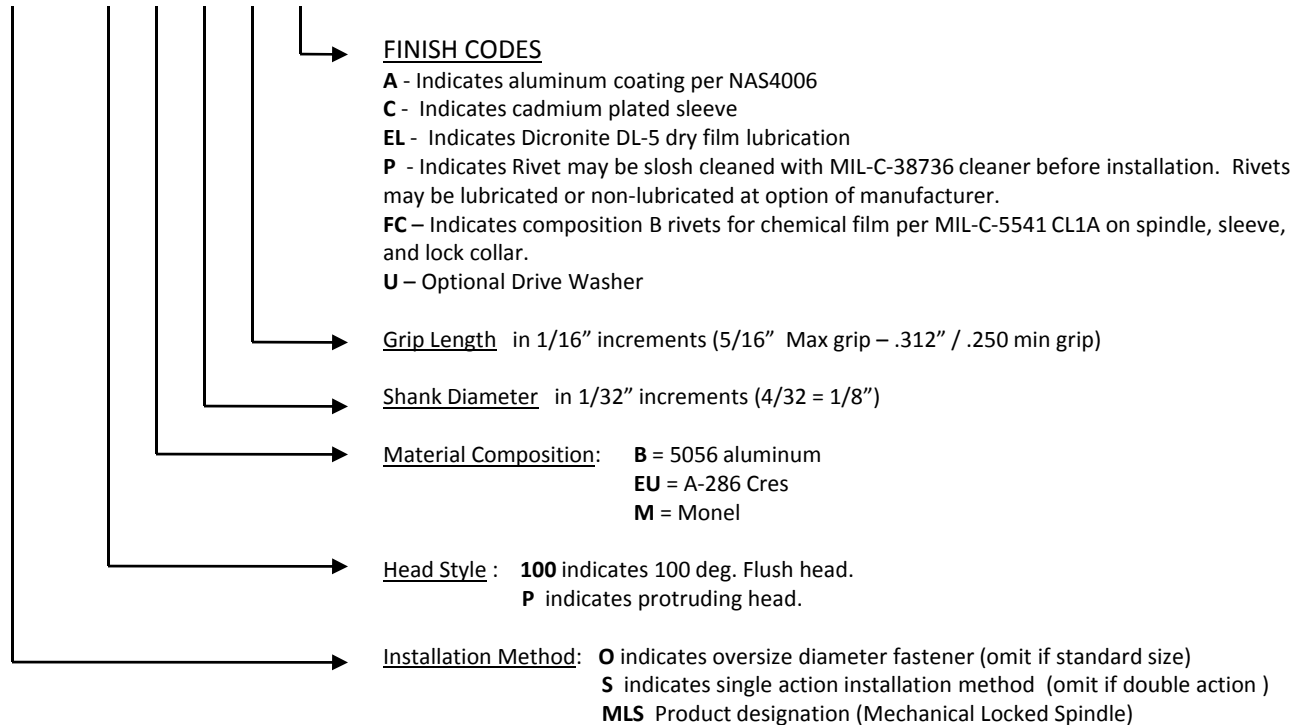 FINISH CODES
A - Indicates aluminum coating per NAS4006
C - Indicates cadmium plated sleeve
EL - Indicates Dicronite DL-5 dry film lubrication
P - Indicates Rivet may be slosh cleaned with MIL-C-38736 cleaner before installation. Rivets
may be lubricated or non-lubricated at option of manufacturer.
FC – Indicates composition B rivets for chemical film per MIL-C-5541 CL1A on spindle, sleeve,
and lock collar.
U – Optional Drive Washer
Grip Length in 1/16” increments (5/16” Max grip – .312” / .250 min grip)
Shank Diameter in 1/32” increments (4/32 = 1/8”)
Material Composition: B = 5056 aluminum
EU = A-286 Cres
M = Monel
Head Style : 100 indicates 100 deg. Flush head.
P indicates protruding head.
Installation Method: O indicates oversize diameter fastener (omit if standard size)
S indicates single action installation method (omit if double action )
MLS Product designation (Mechanical Locked Spindle)